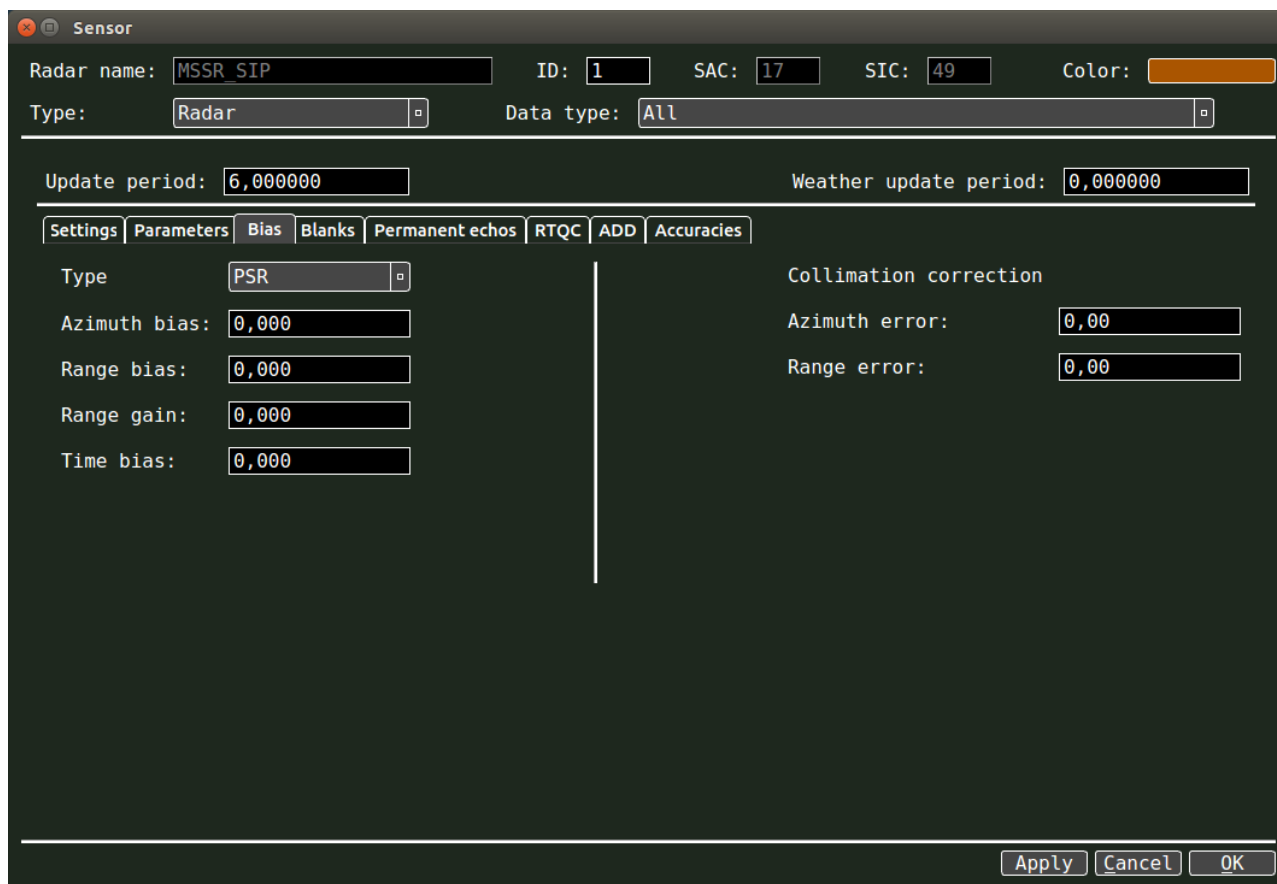 Sensor
Radar name: MSSR_SIP ID: 1 SAC: 17 SIC: 49 Color:
Type: Radar Data type: All
Update period: 6,000000 Weather update period: 0,000000
Settings Parameters Bias Blanks Permanent echos RTQC ADD Accuracies
Type PSR Collimation correction
Azimuth bias: 0,000 Azimuth error: 0,00
Range bias: 0,000 Range error: 0,00
Range gain: 0,000
Time bias: 0,000
Apply Cancel OK